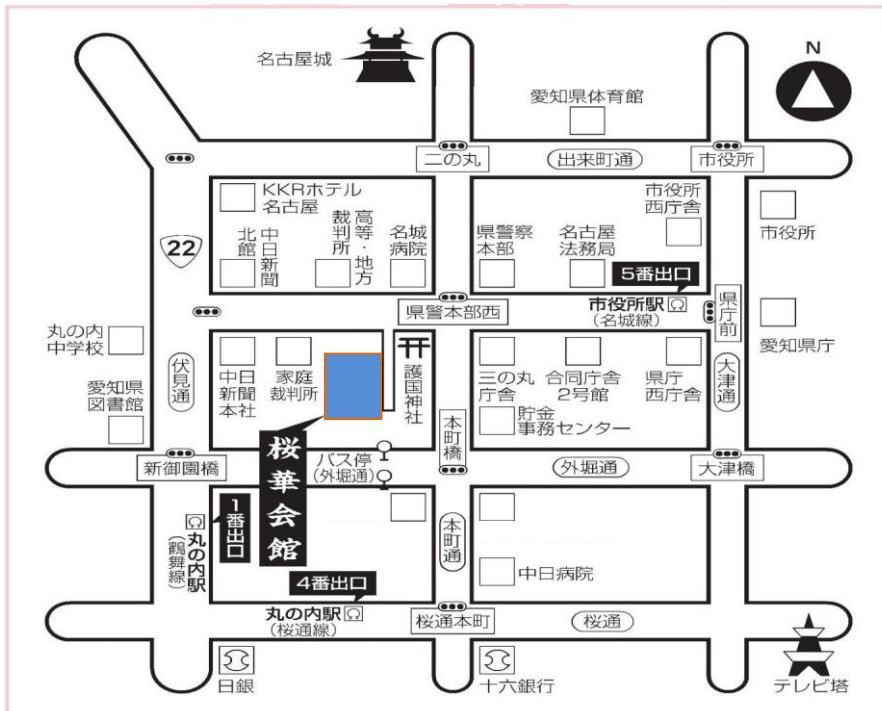 名古屋城
N
愛知県体育館
二の丸
出来町通
市役所
KKRホテル
名古屋
中日新聞
北館
高等・地方
裁判所
名城
病院
県警察
本部
名古屋
法務局
市役所
西庁舎
市役所
22
5番出口
県警本部西
市役所駅
(名城線)
県庁前
愛知県庁
丸の内
中学校
愛知県
図書館
伏見通
中日
新聞
本社
家庭
裁判所
護国神社
三の丸
庁舎
合同庁舎
2号館
県庁
西庁舎
大津通
貯金
事務センター
本町橋
新御園橋
桜華会館
バス停
(外堀通)
外堀通
大津橋
1番出口
丸の内駅
(鶴舞線)
本町通
中日病院
4番出口
丸の内駅
(桜通線)
桜通本町
桜通
日銀
十六銀行
テレビ塔